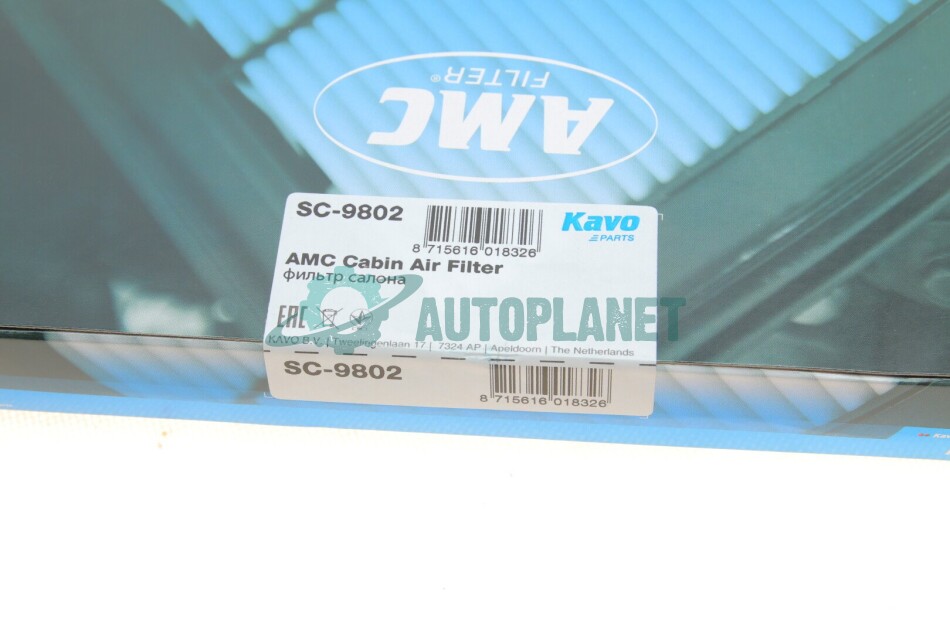 AMC
FILTER®
SC-9802
8 715616 018326
Kavo
PARTS
AMC Cabin Air Filter
фильтр салона
EAC
AUTOPLANET
KAVO B.V. | Tweelingenlaan 17 | 7324 AP | Apeldoorn | The Netherlands
SC-9802
8 715616 018326